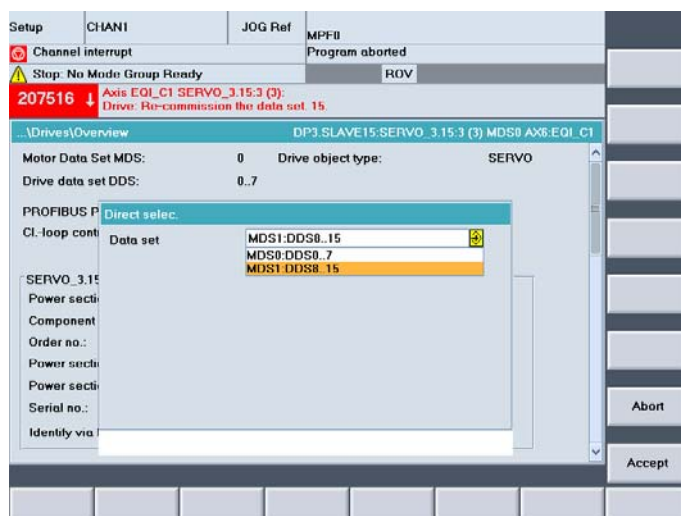 Setup CHAN1 JOG Ref MPF0
Channel interrupt Program aborted
Stop: No Mode Group Ready ROV
207516 ↓ Axis EQI_C1 SERVO_3.15:3 (3):
Drive: Re-commission the data set 15.
...\Drives\Overview DP3.SLAVE15:SERVO_3.15:3 (3) MDS0 AX6:EQI_C1
Motor Data Set MDS: 0 Drive object type: SERVO
Drive data set DDS: 0..7
PROFIBUS P
Direct selec.
Cl.-loop cont
Data set MDS1:DDS8..15
MDS0:DDS0..7
MDS1:DDS8..15
SERVO_3.15
Power secti
Component
Order no.:
Power secti
Power secti
Serial no.:
Identify via
Abort
Accept